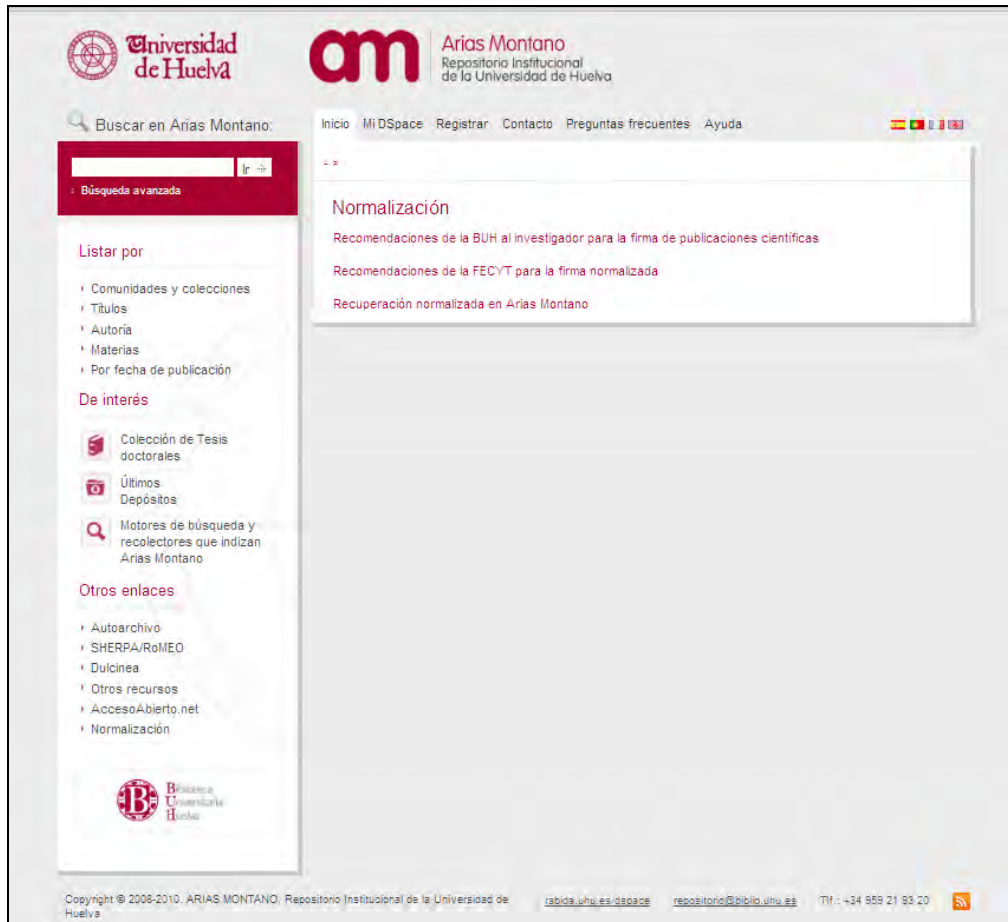 Universidad
de Huelva
am
Arias Montano
Repositorio Institucional
de la Universidad de Huelva
Buscar en Arias Montano:
Inicio Mi DSpace Registrar Contacto Preguntas frecuentes Ayuda
Ir
Búsqueda avanzada
Normalización
Recomendaciones de la BUH al investigador para la firma de publicaciones científicas
Recomendaciones de la FECYT para la firma normalizada
Recuperación normalizada en Arias Montano
Listar por
Comunidades y colecciones
Títulos
Autoría
Materias
Por fecha de publicación
De interés
Colección de Tesis
doctorales
Últimos
Depósitos
Motores de búsqueda y
recolectores que indizan
Arias Montano
Otros enlaces
Autoarchivo
SHERPA/RoMEO
Dulcinea
Otros recursos
AccesoAbierto.net
Normalización
B
Biblioteca
Universitaria
Huelva
Copyright © 2008-2010. ARIAS MONTANO. Repositorio Institucional de la Universidad de
Huelva
rabida.uhu.es/dspace repositorio@biblio.uhu.es Tlf.: +34 959 21 93 20